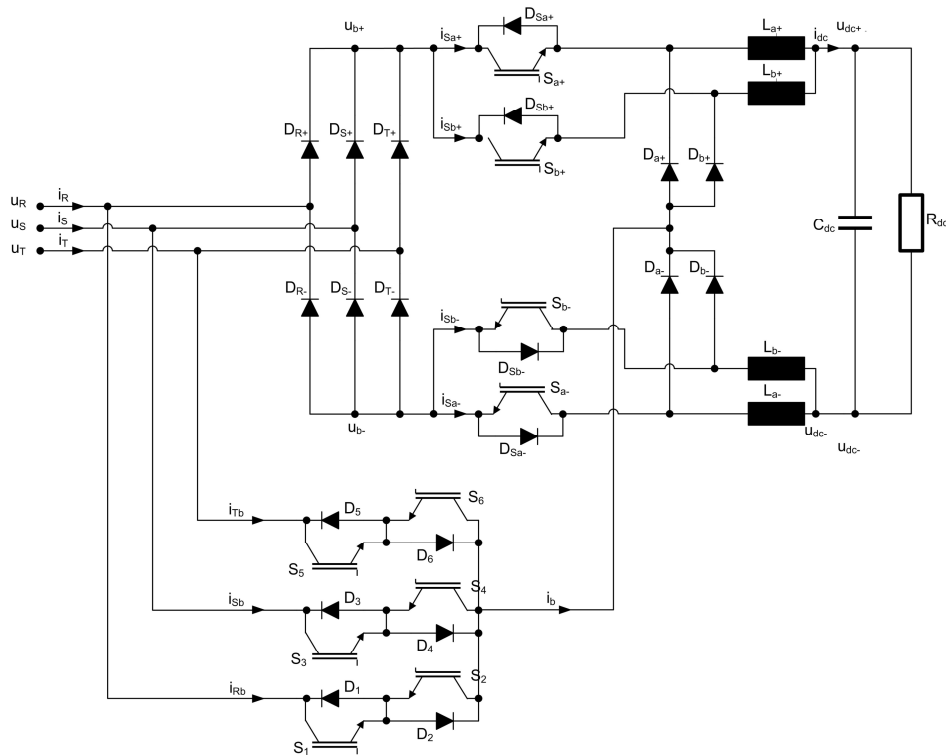 D_Sa+
u_b+ i_Sa+ L_a+ i_dc u_dc+ .
S_a+
L_b+
D_Sb+
i_Sb+
D_R+ D_S+ D_T+ D_a+ D_b+
S_b+
u_R i_R
u_S i_S
u_T i_T
C_dc R_dc
D_a- D_b-
D_R- D_S- D_T-
S_b-
i_Sb-
L_b-
D_Sb-
S_a-
i_Sa- L_a-
u_b- u_dc-
D_Sa- u_dc-
S_6
i_Tb D_5
D_6
S_5
S_4
i_Sb D_3 i_b
D_4
S_3
S_2
i_Rb D_1
D_2
S_1